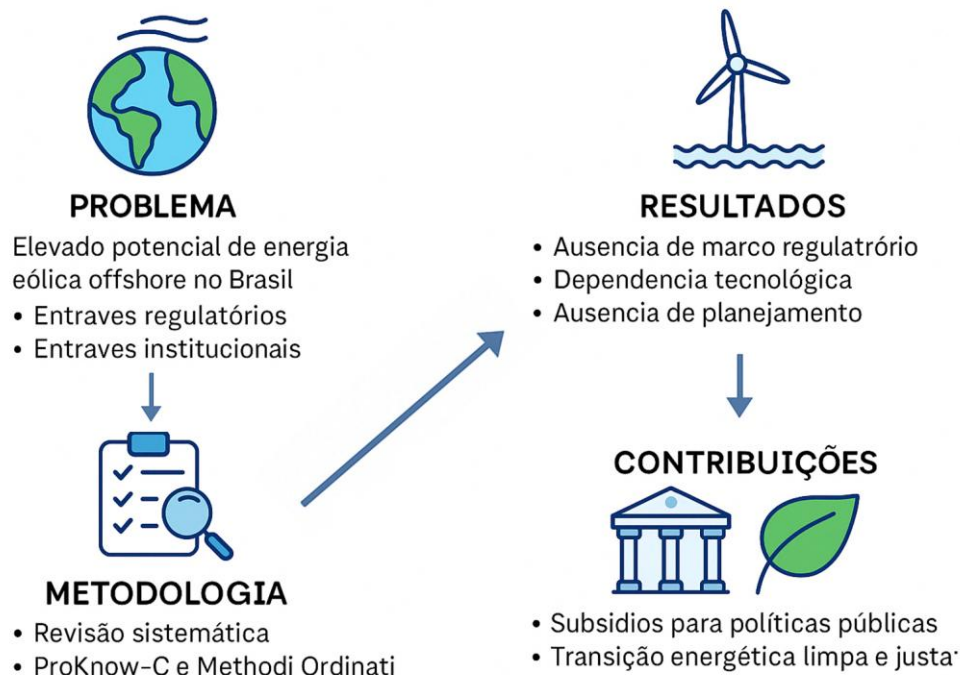 PROBLEMA
Elevado potencial de energia
eólica offshore no Brasil
• Entraves regulatórios
• Entraves institucionais
METODOLOGIA
• Revisão sistemática
• ProKnow-C e Methodi Ordinati
RESULTADOS
• Ausencia de marco regulatrório
• Dependencia tecnológica
• Ausencia de planejamento
CONTRIBUIÇÕES
• Subsidios para políticas públicas
• Transição energética limpa e justa·